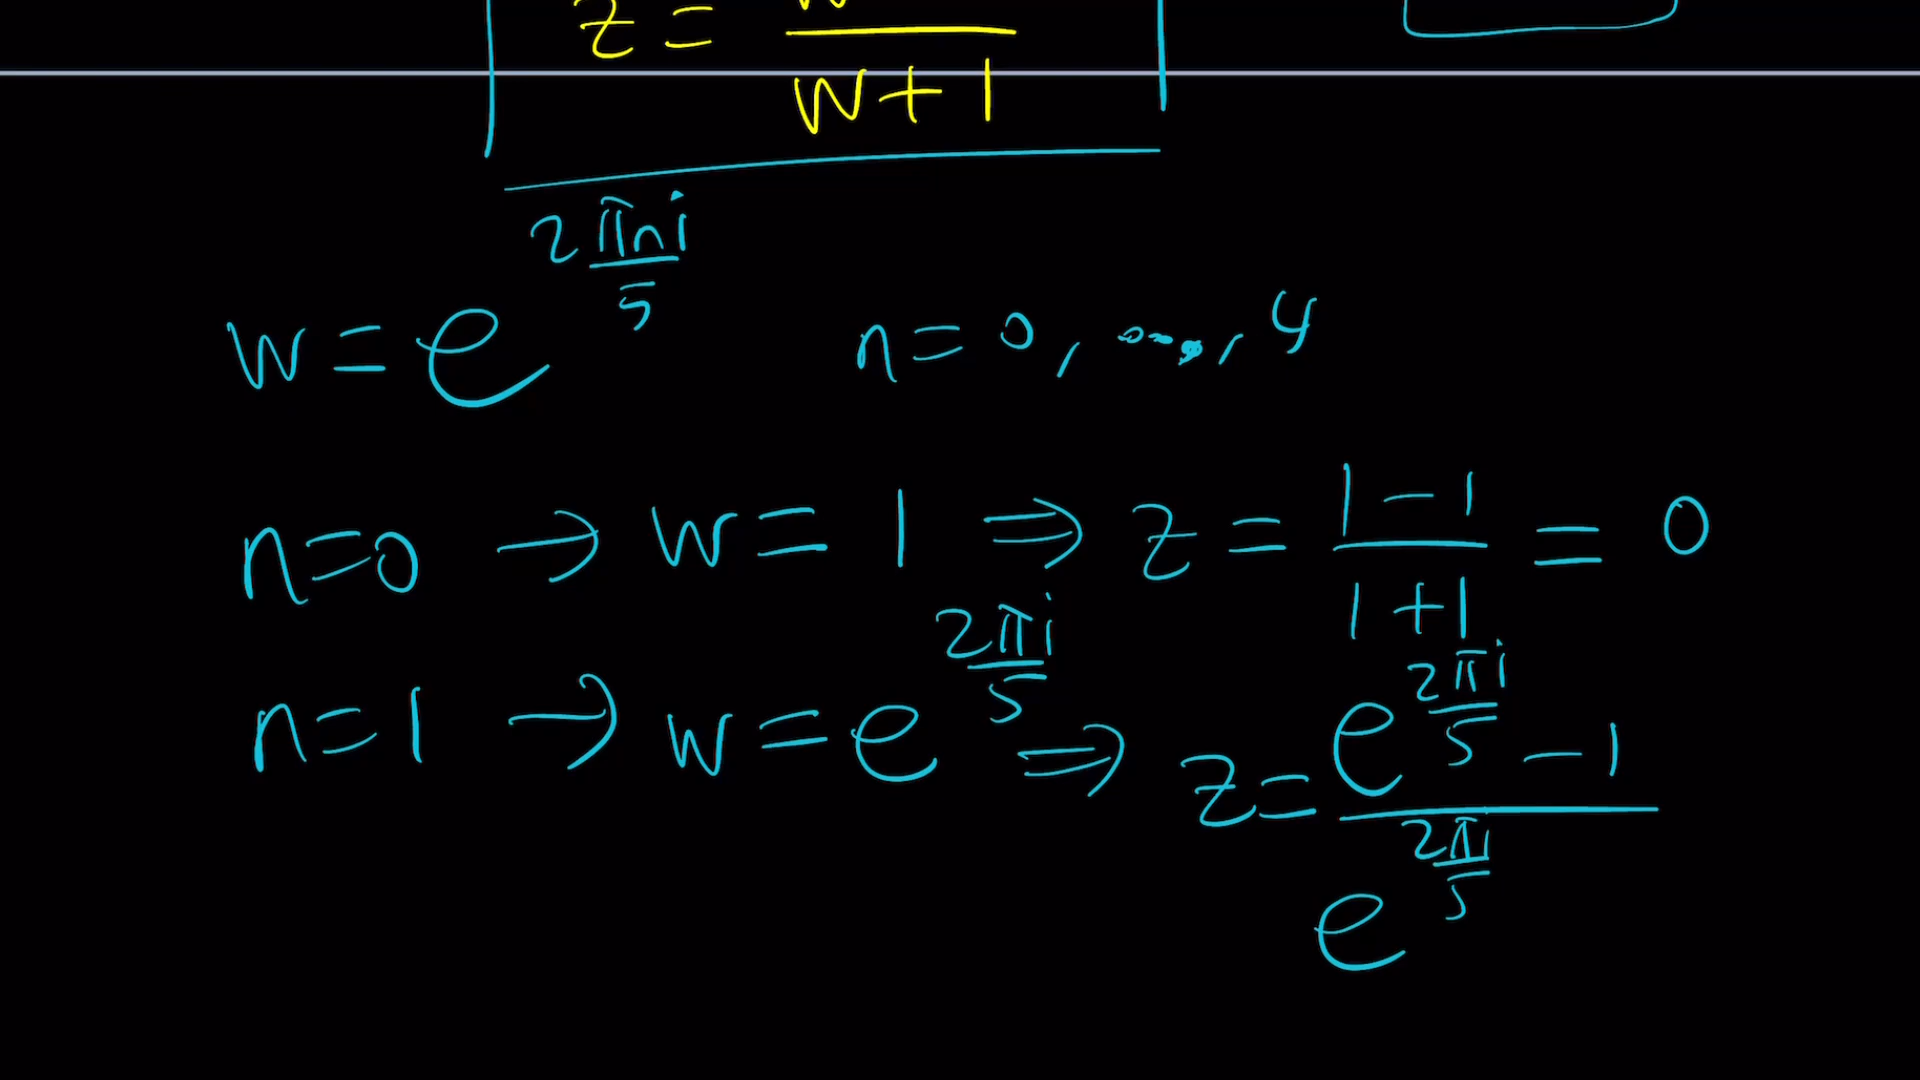 z = w
w+1
w = e^(2πni/5)    n = 0, ..., 4
n=0 → w = 1 ⇒ z = (1-1)/(1+1) = 0
n=1 → w = e^(2πi/5) ⇒ z = (e^(2πi/5) - 1)/(e^(2πi/5)